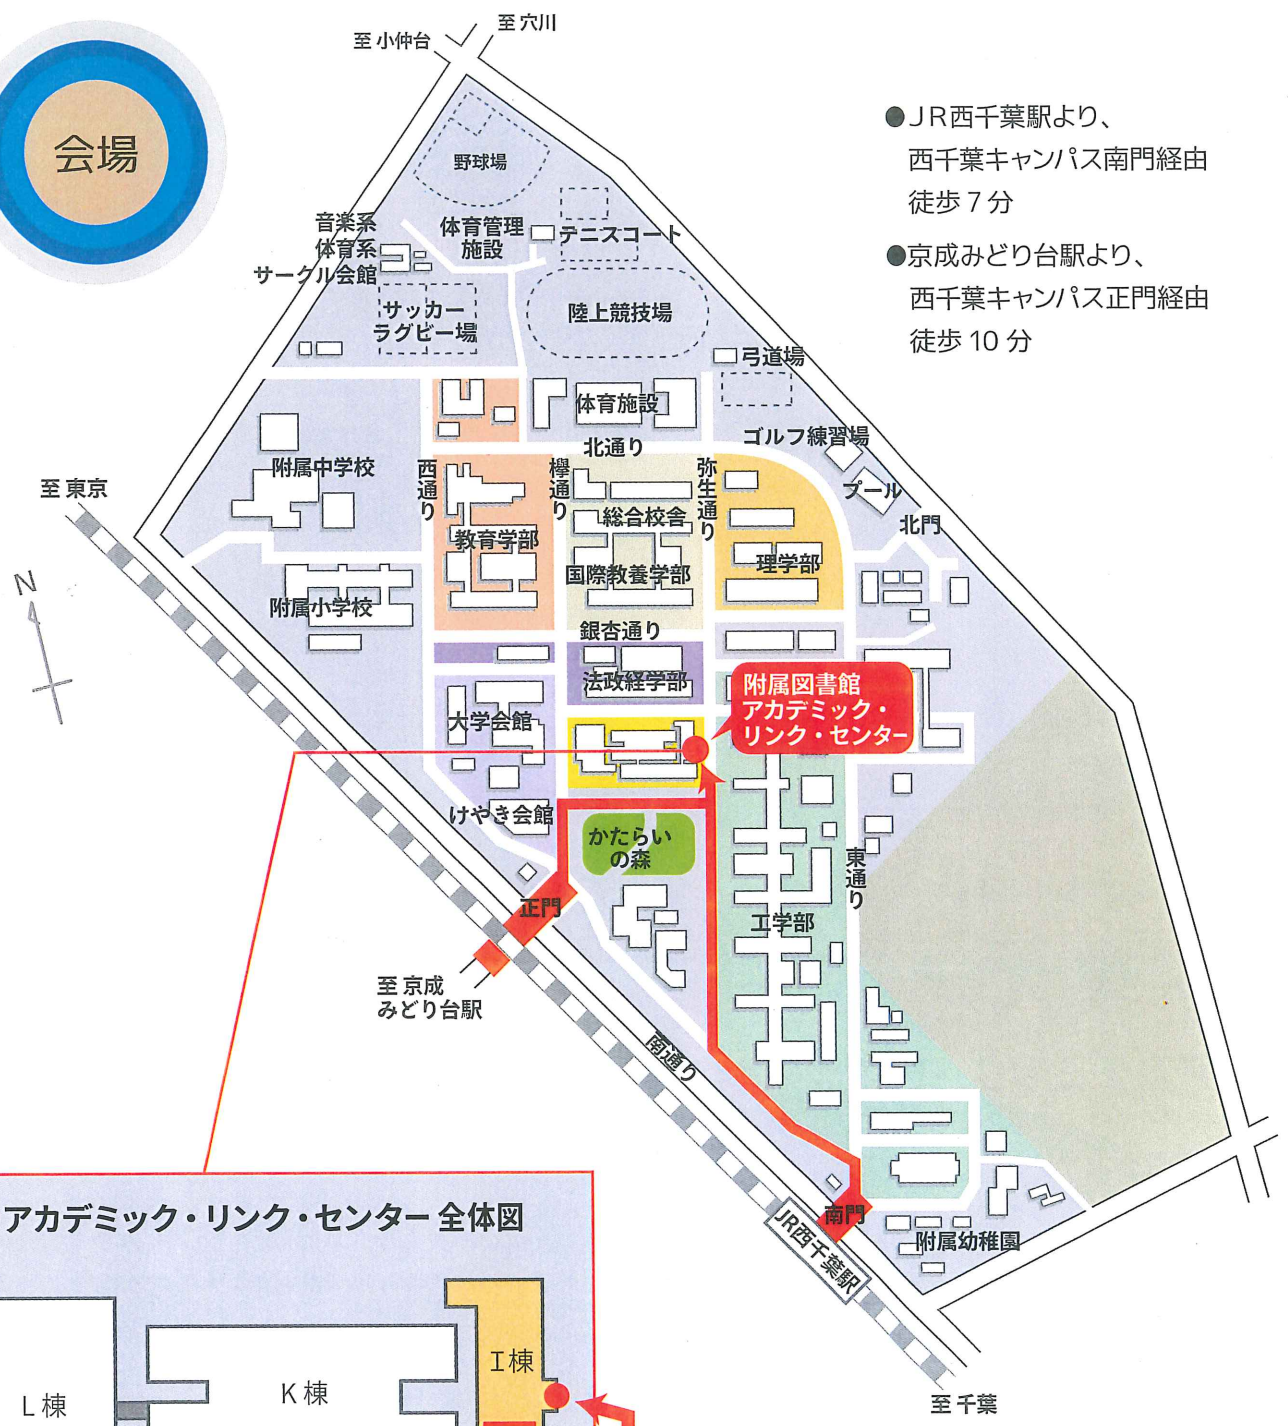 至 穴川
至 小仲台
会場
●JR西千葉駅より、
西千葉キャンパス南門経由
徒歩 7 分
●京成みどり台駅より、
西千葉キャンパス正門経由
徒歩 10 分
野球場
音楽系
体育系
サークル会館
体育管理
施設
テニスコート
サッカー
ラグビー場
陸上競技場
弓道場
体育施設
北通り
ゴルフ練習場
附属中学校
西通り
欅通り
弥生通り
プール
至 東京
総合校舎
北門
教育学部
理学部
国際教養学部
N
附属小学校
銀杏通り
法政経学部
附属図書館
アカデミック・
リンク・センター
大学会館
けやき会館
かたらい
の森
東通り
正門
工学部
至 京成
みどり台駅
南通り
南門
JR西千葉駅
附属幼稚園
アカデミック・リンク・センター 全体図
I棟
K 棟
L 棟
至 千葉